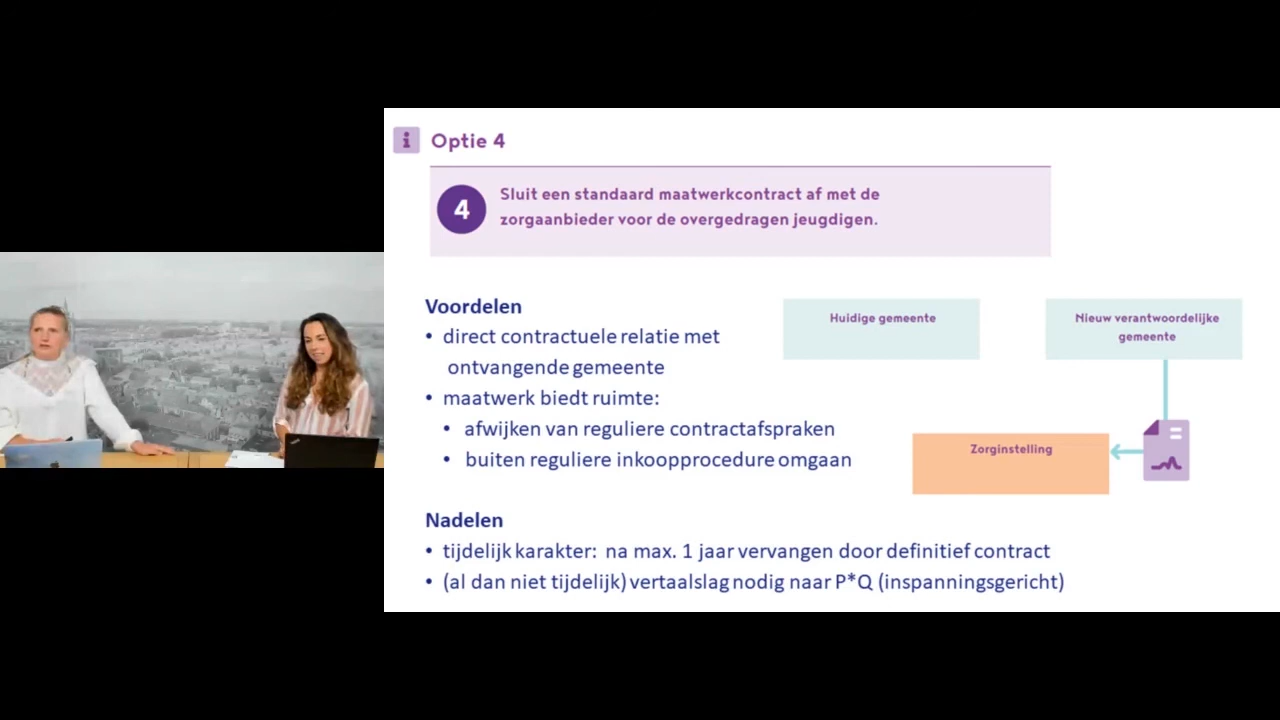 i Optie 4
4
Sluit een standaard maatwerkcontract af met de
zorgaanbieder voor de overgedragen jeugdigen.
Voordelen
• direct contractuele relatie met
ontvangende gemeente
• maatwerk biedt ruimte:
• afwijken van reguliere contractafspraken
• buiten reguliere inkoopprocedure omgaan
Huidige gemeente
Nieuw verantwoordelijke
gemeente
Zorginstelling
Nadelen
• tijdelijk karakter: na max. 1 jaar vervangen door definitief contract
• (al dan niet tijdelijk) vertaalslag nodig naar P*Q (inspanningsgericht)